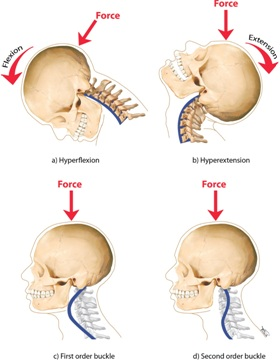 Force
Force
Flexion
Extension
a) Hyperflexion
b) Hyperextension
Force
Force
c) First order buckle
d) Second order buckle